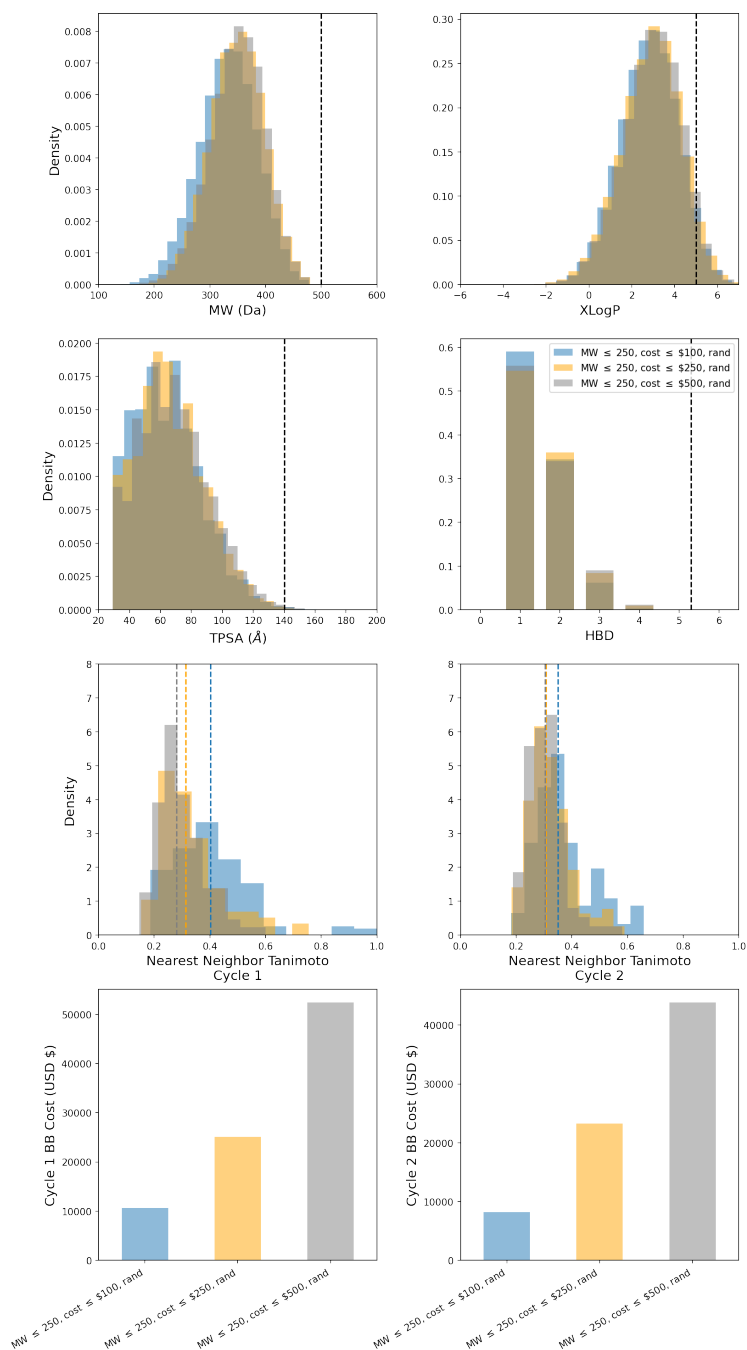 0.008
0.007
0.006
0.005
0.004
0.003
0.002
0.001
0.000
Density
100 200 300 400 500 600
MW (Da)
0.30
0.25
0.20
0.15
0.10
0.05
0.00
−6 −4 −2 0 2 4 6
XLogP
0.0200
0.0175
0.0150
0.0125
0.0100
0.0075
0.0050
0.0025
0.0000
Density
20 40 60 80 100 120 140 160 180 200
TPSA (Å)
0.6
0.5
0.4
0.3
0.2
0.1
0.0
MW ≤ 250, cost ≤ $100, rand
MW ≤ 250, cost ≤ $250, rand
MW ≤ 250, cost ≤ $500, rand
0 1 2 3 4 5 6
HBD
8
7
6
5
4
3
2
1
0
Density
0.0 0.2 0.4 0.6 0.8 1.0
Nearest Neighbor Tanimoto
Cycle 1
8
7
6
5
4
3
2
1
0
0.0 0.2 0.4 0.6 0.8 1.0
Nearest Neighbor Tanimoto
Cycle 2
50000
40000
30000
20000
10000
0
Cycle 1 BB Cost (USD $)
MW ≤ 250, cost ≤ $100, rand
MW ≤ 250, cost ≤ $250, rand
MW ≤ 250, cost ≤ $500, rand
40000
30000
20000
10000
0
Cycle 2 BB Cost (USD $)
MW ≤ 250, cost ≤ $100, rand
MW ≤ 250, cost ≤ $250, rand
MW ≤ 250, cost ≤ $500, rand